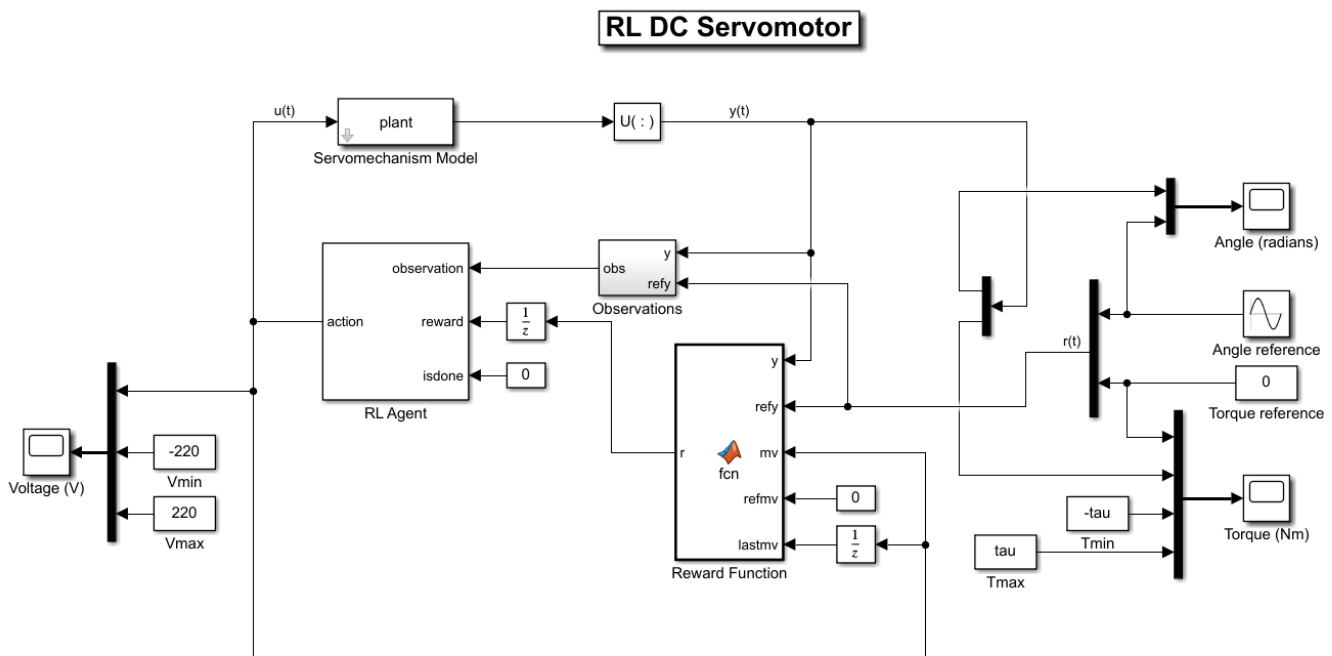 RL DC Servomotor
u(t)
plant
Servomechanism Model
U( : )
y(t)
Angle (radians)
observation
action
reward
isdone
RL Agent
1
z
0
obs
y
refy
Observations
r(t)
Angle reference
0
Torque reference
y
refy
mv
refmv
lastmv
r
fcn
Reward Function
0
1
z
Voltage (V)
-220
Vmin
220
Vmax
-tau
Tmin
tau
Tmax
Torque (Nm)